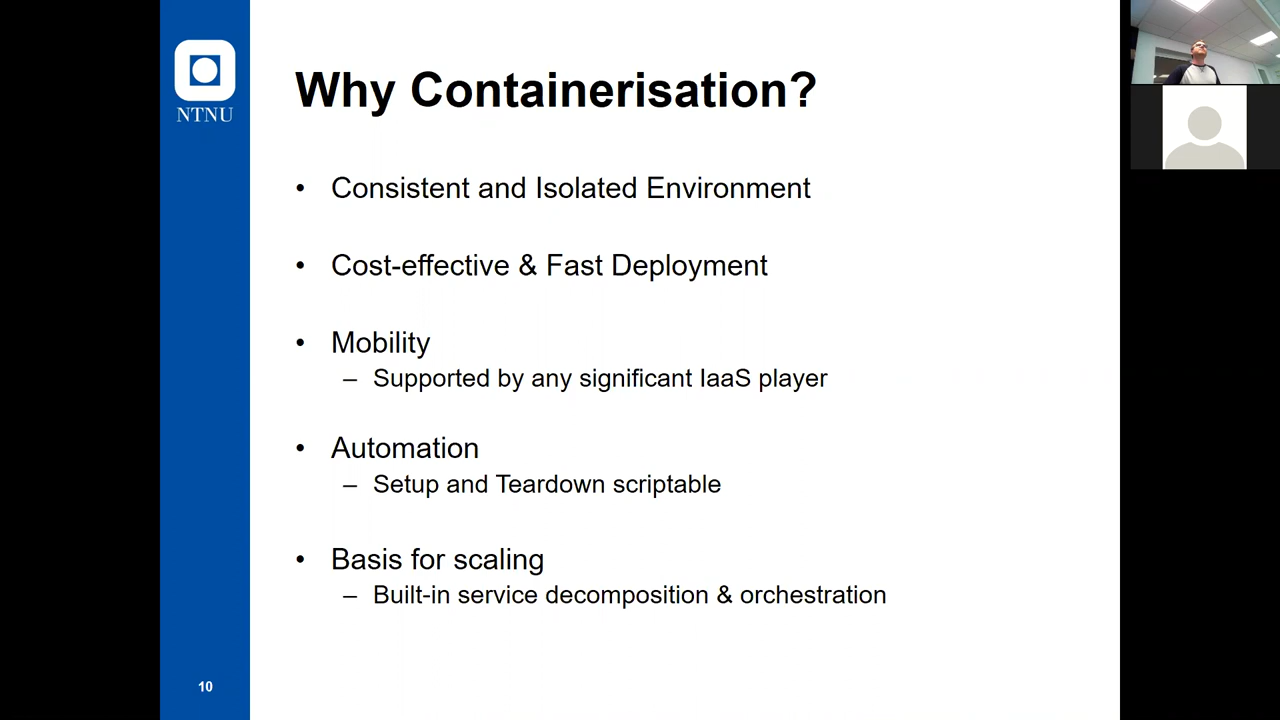 NTNU
Why Containerisation?
• Consistent and Isolated Environment
• Cost-effective & Fast Deployment
• Mobility
– Supported by any significant IaaS player
• Automation
– Setup and Teardown scriptable
• Basis for scaling
– Built-in service decomposition & orchestration
10